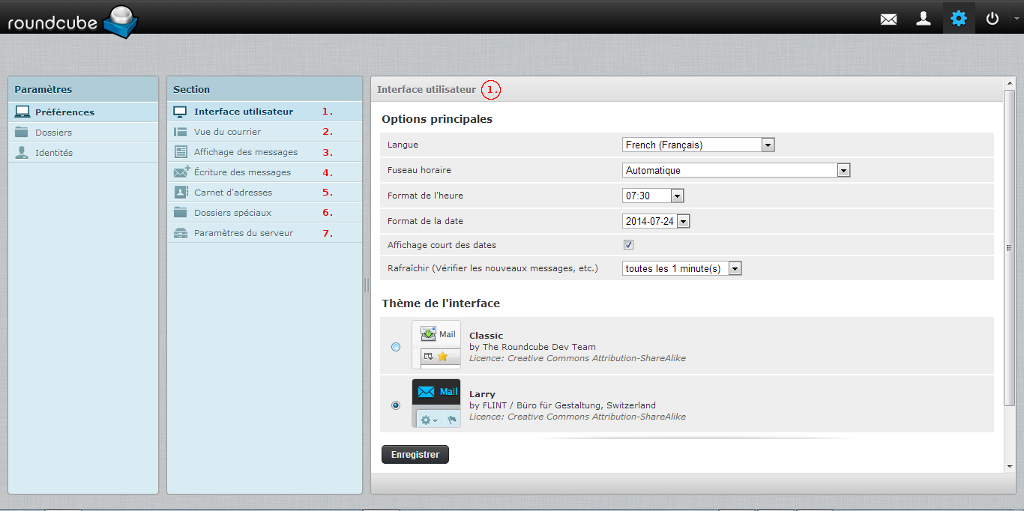 roundcube
Paramètres
Préférences
Dossiers
Identités
Section
Interface utilisateur 1.
Vue du courrier 2.
Affichage des messages 3.
Écriture des messages 4.
Carnet d'adresses 5.
Dossiers spéciaux 6.
Paramètres du serveur 7.
Interface utilisateur 1.
Options principales
Langue French (Français)
Fuseau horaire Automatique
Format de l'heure 07:30
Format de la date 2014-07-24
Affichage court des dates
Rafraîchir (Vérifier les nouveaux messages, etc.) toutes les 1 minute(s)
Thème de l'interface
Mail
Classic
by The Roundcube Dev Team
Licence: Creative Commons Attribution-ShareAlike
Mail
Larry
by FLINT / Büro für Gestaltung, Switzerland
Licence: Creative Commons Attribution-ShareAlike
Enregistrer